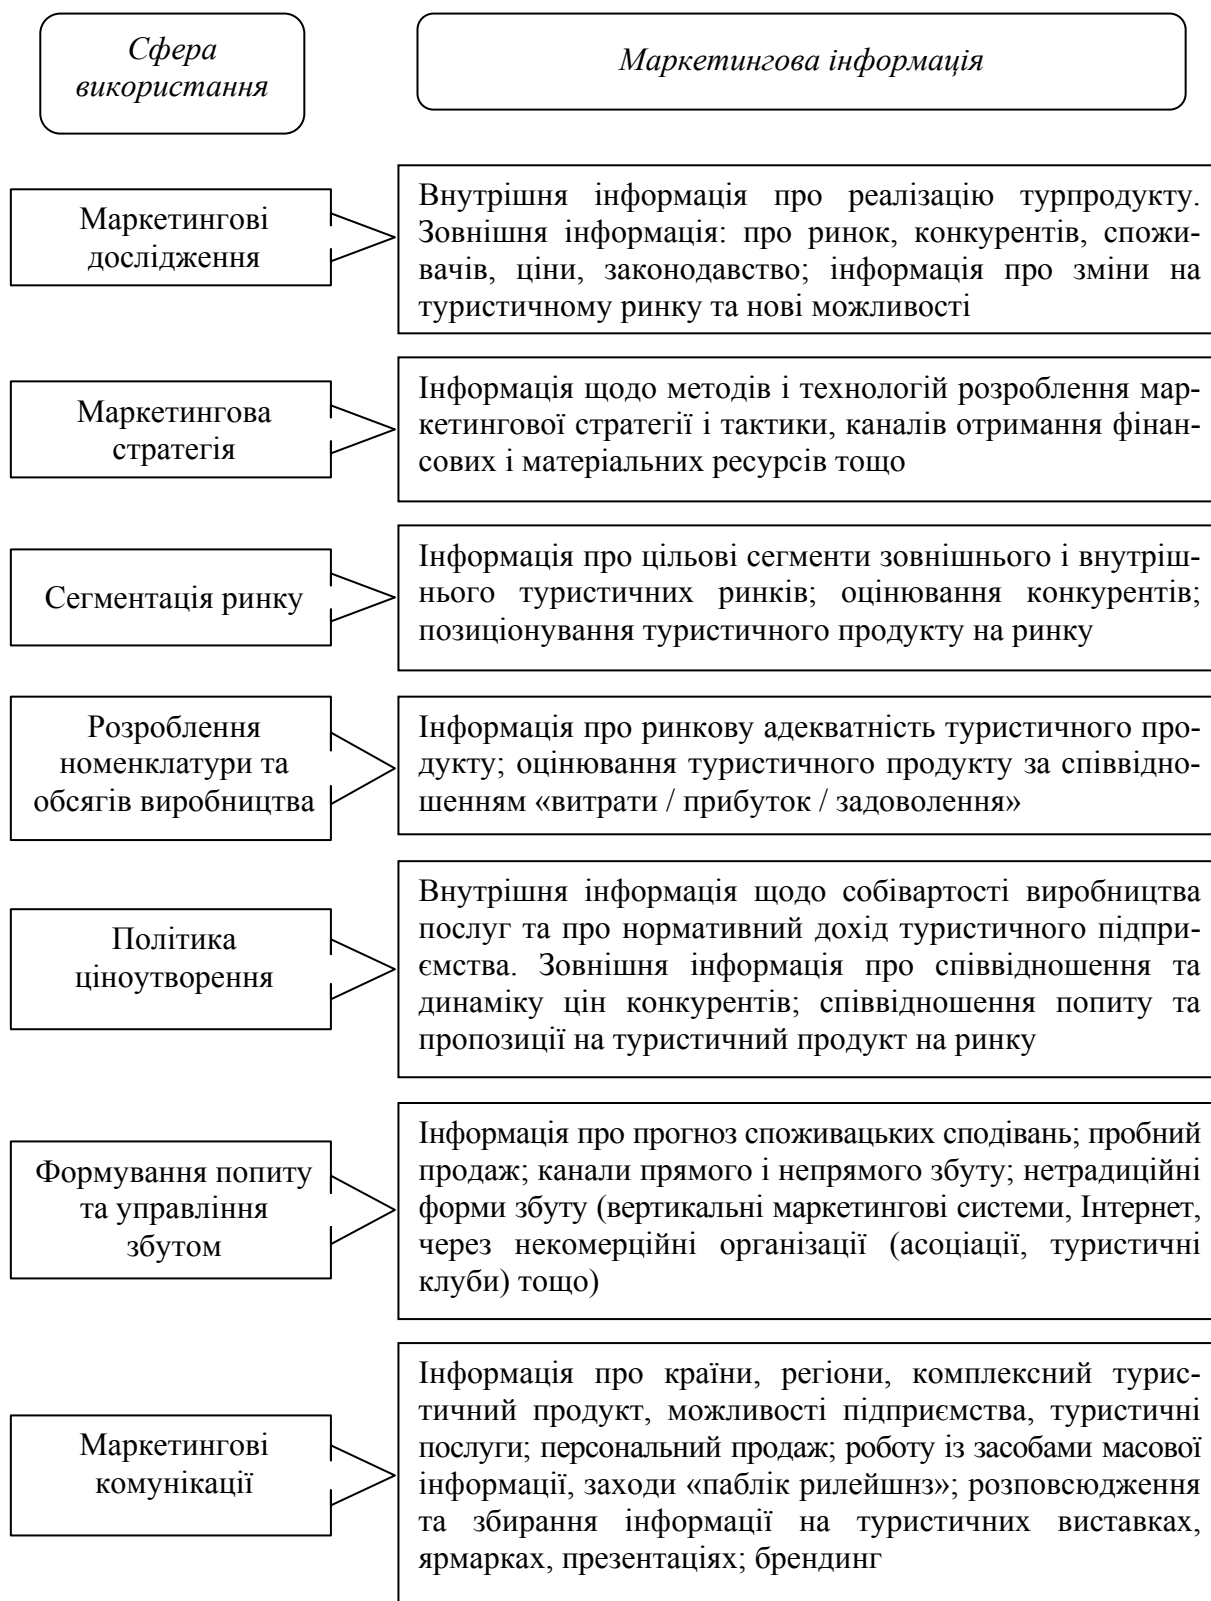 Сфера
використання
Маркетингова інформація
Маркетингові
дослідження
Внутрішня інформація про реалізацію турпродукту.
Зовнішня інформація: про ринок, конкурентів, спожи-
вачів, ціни, законодавство; інформація про зміни на
туристичному ринку та нові можливості
Маркетингова
стратегія
Інформація щодо методів і технологій розроблення мар-
кетингової стратегії і тактики, каналів отримання фінан-
сових і матеріальних ресурсів тощо
Сегментація ринку
Інформація про цільові сегменти зовнішнього і внутріш-
нього туристичних ринків; оцінювання конкурентів;
позиціонування туристичного продукту на ринку
Розроблення
номенклатури та
обсягів виробництва
Інформація про ринкову адекватність туристичного про-
дукту; оцінювання туристичного продукту за співвідно-
шенням «витрати / прибуток / задоволення»
Політика
ціноутворення
Внутрішня інформація щодо собівартості виробництва
послуг та про нормативний дохід туристичного підпри-
ємства. Зовнішня інформація про співвідношення та
динаміку цін конкурентів; співвідношення попиту та
пропозиції на туристичний продукт на ринку
Формування попиту
та управління
збутом
Інформація про прогноз споживацьких сподівань; пробний
продаж; канали прямого і непрямого збуту; нетрадиційні
форми збуту (вертикальні маркетингові системи, Інтернет,
через некомерційні організації (асоціації, туристичні
клуби) тощо)
Маркетингові
комунікації
Інформація про країни, регіони, комплексний турис-
тичний продукт, можливості підприємства, туристичні
послуги; персональний продаж; роботу із засобами масової
інформації, заходи «паблік рилейшнз»; розповсюдження
та збирання інформації на туристичних виставках,
ярмарках, презентаціях; брендинг